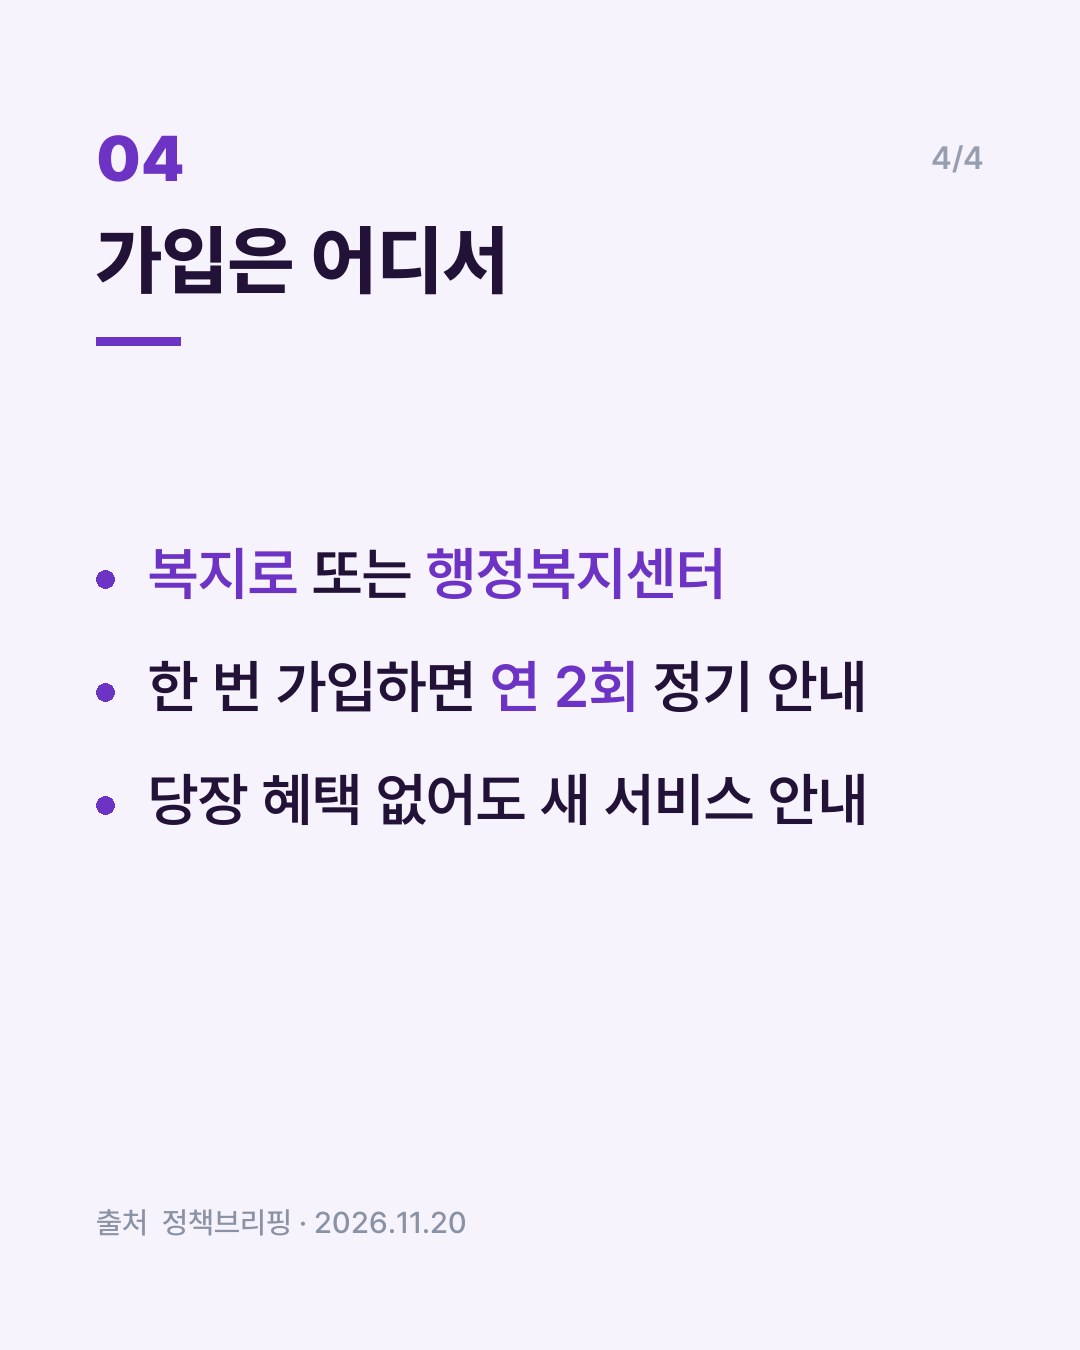 04
4/4
가입은 어디서
• 복지로 또는 행정복지센터
• 한 번 가입하면 연 2회 정기 안내
• 당장 혜택 없어도 새 서비스 안내
출처 정책브리핑 · 2026.11.20